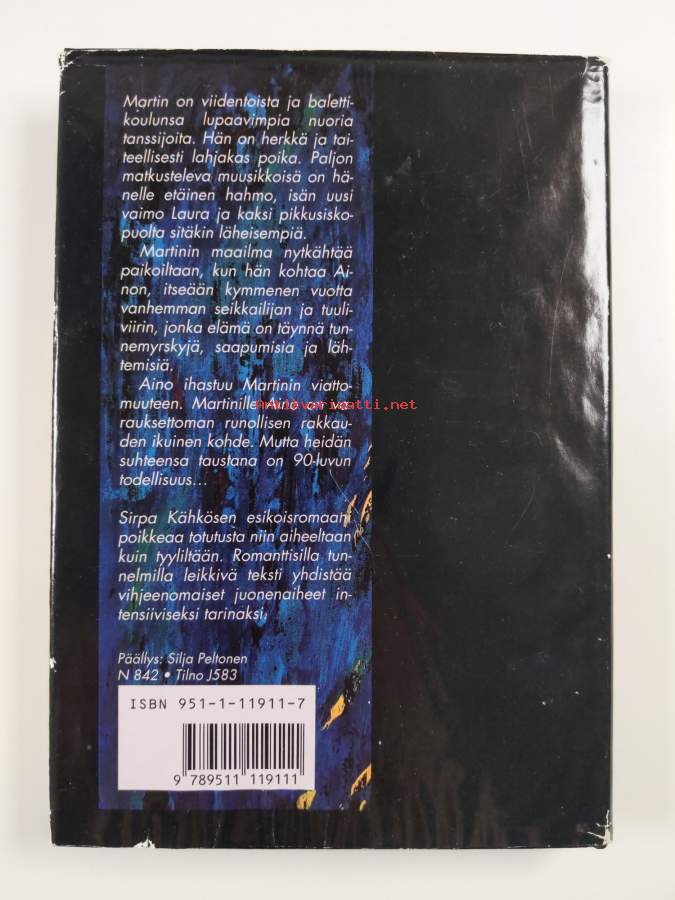 Martin on viidentoista ja baletti-
koulunsa lupaavimpia nuoria
tanssijoita. Hän on herkkä ja tai-
teellisesti lahjakas poika. Paljon
matkusteleva muusikkoisä on hä-
nelle etäinen hahmo, isän uusi
vaimo Laura ja kaksi pikkusisko-
puolta sitäkin läheisempiä.
Martinin maailma nytkähtää
paikoiltaan, kun hän kohtaa Ai-
non, itseään kymmenen vuotta
vanhemman seikkailijan ja tuuli-
viirin, jonka elämä on täynnä tun-
nemyrskyjä, saapumisia ja läh-
temisiä.
Aino ihastuu Martinin viatto-
muuteen. Martinille Aino on va-
rauksettoman runollisen rakkau-
den ikuinen kohde. Mutta heidän
suhteensa taustana on 90-luvun
todellisuus...
Sirpa Kähkösen esikoisromaani
poikkeaa totutusta niin aiheeltaan
kuin tyyliltään. Romanttisilla tun-
nelmilla leikkivä teksti yhdistää
vihjeenomaiset juonenaiheet in-
tensiiviseksi tarinaksi.
Päällys: Silja Peltonen
N 842 • Tilno J583
ISBN 951-1-11911-7
9 789511 119111
Antikvariaatti.net